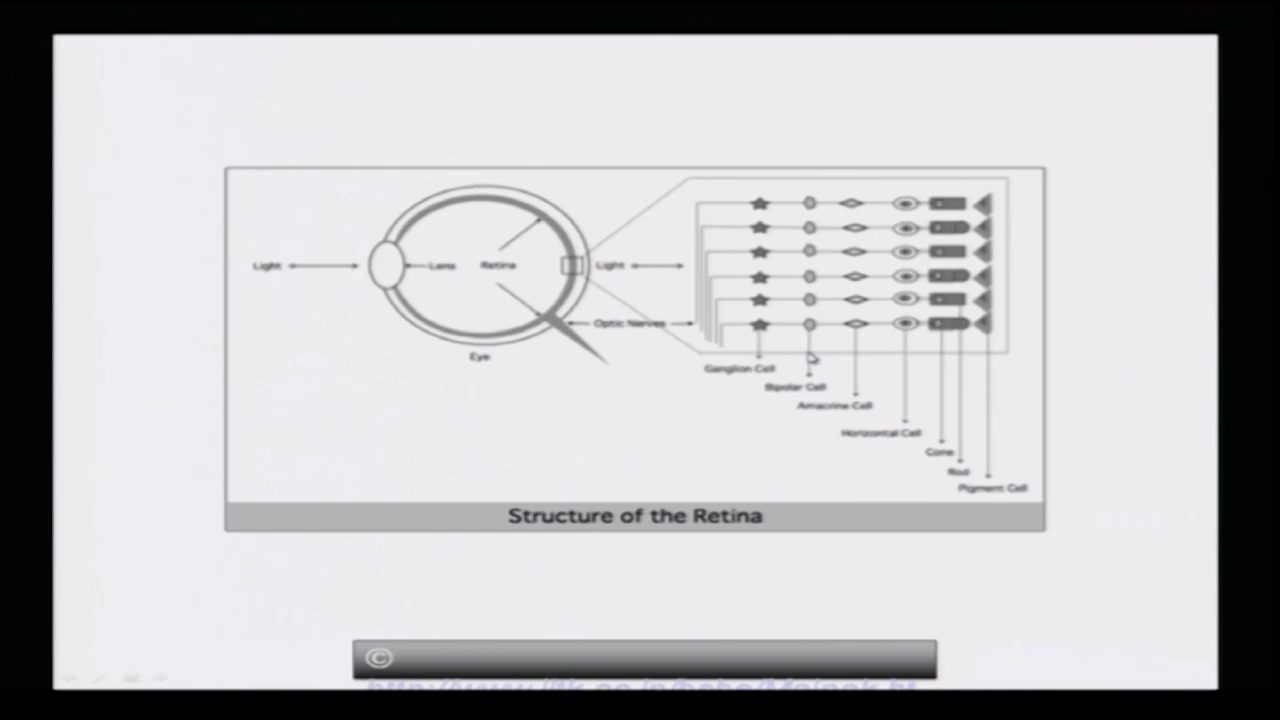 Light
Lens
Retina
Light
Optic Nerves
Eye
Ganglion Cell
Bipolar Cell
Amacrine Cell
Horizontal Cell
Cone
Rod
Pigment Cell
Structure of the Retina
©